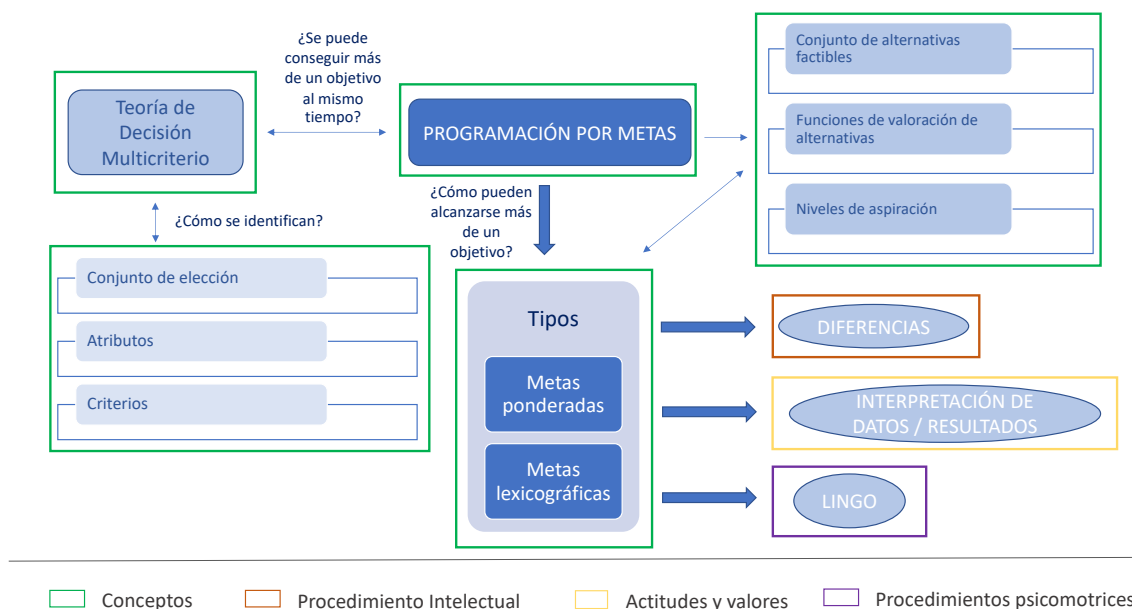 ¿Se puede
conseguir más
de un objetivo
al mismo
tiempo?
Teoría de
Decisión
Multicriterio
PROGRAMACIÓN POR METAS
Conjunto de alternativas
factibles
Funciones de valoración de
alternativas
Niveles de aspiración
¿Cómo se identifican?
¿Cómo pueden
alcanzarse más
de un
objetivo?
Conjunto de elección
Atributos
Criterios
Tipos
Metas
ponderadas
Metas
lexicográficas
DIFERENCIAS
INTERPRETACIÓN DE
DATOS / RESULTADOS
LINGO
Conceptos
Procedimiento Intelectual
Actitudes y valores
Procedimientos psicomotrices